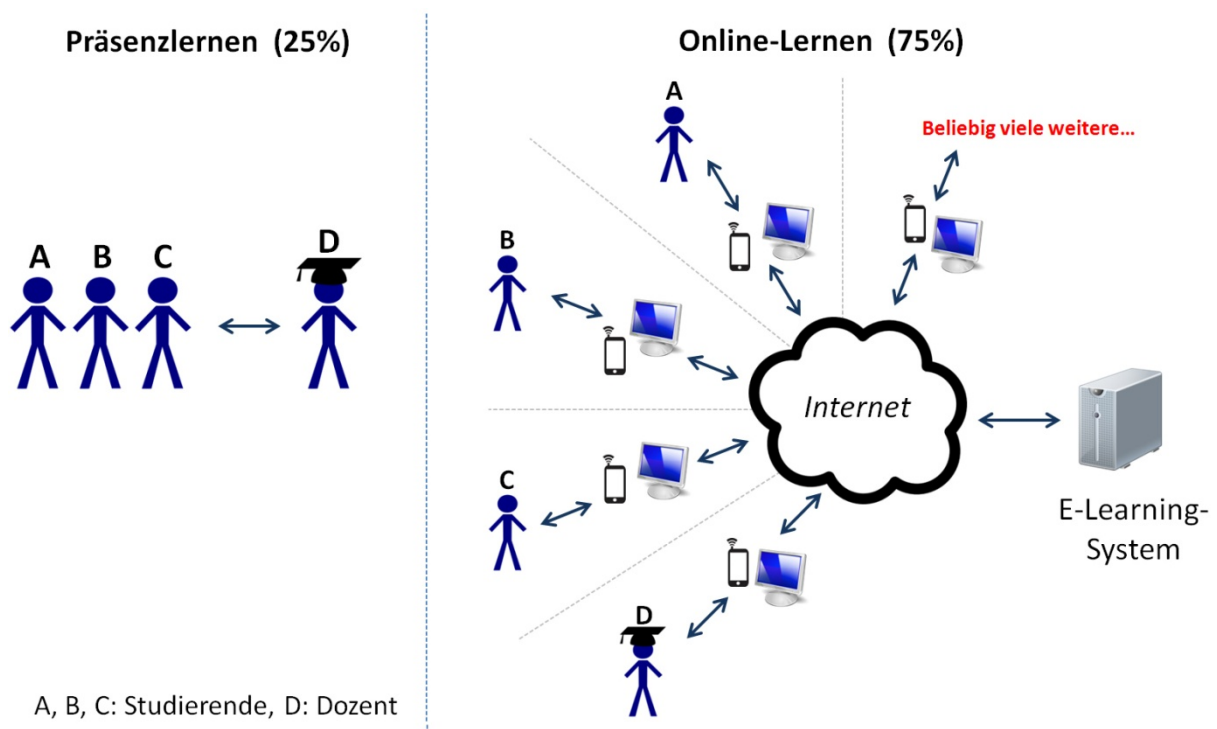 Präsenzlernen (25%)
A
B
C
D
A, B, C: Studierende, D: Dozent
Online-Lernen (75%)
A
Beliebig viele weitere...
B
Internet
C
E-Learning-
System
D